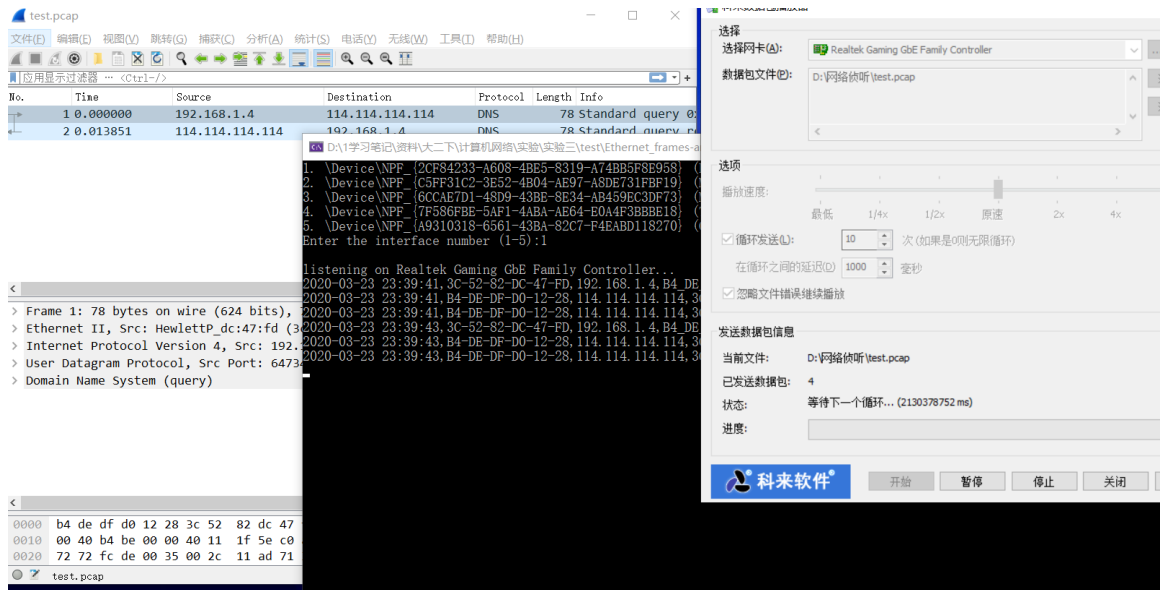 test.pcap
文件(F) 编辑(E) 视图(V) 跳转(G) 捕获(C) 分析(A) 统计(S) 电话(Y) 无线(W) 工具(T) 帮助(H)
应用显示过滤器 … <Ctrl-/>
No. Time Source Destination Protocol Length Info
1 0.000000 192.168.1.4 114.114.114.114 DNS 78 Standard query
2 0.013851 114.114.114.114 192.168.1.4 DNS 78 Standard query
Frame 1: 78 bytes on wire (624 bits),
Ethernet II, Src: HewlettP_dc:47:fd
Internet Protocol Version 4, Src: 192.
User Datagram Protocol, Src Port: 6473
Domain Name System (query)
0000 b4 de df d0 12 28 3c 52 82 dc 47
0010 00 40 b4 be 00 00 40 11 1f 5e c0
0020 72 72 fc de 00 35 00 2c 11 ad 71
test.pcap
D:\1学习笔记\资料\大二下\计算机网络\实验\实验三\test\Ethernet_frames-a
1. \Device\NPF_{2CF84233-A608-4BE5-8319-A74BB5F8E958}
2. \Device\NPF_{C5FF31C2-3E52-4B04-AE97-A8DE731FBF19}
3. \Device\NPF_{6CCAE7D1-48D9-43BE-8E34-AB459EC3DF73}
4. \Device\NPF_{7F586FBE-5AF1-4ABA-AE64-E0A4F3BBBE18}
5. \Device\NPF_{A9310318-6561-43BA-82C7-F4EABD118270}
Enter the interface number (1-5):1
listening on Realtek Gaming GbE Family Controller...
2020-03-23 23:39:41,3C-52-82-DC-47-FD,192.168.1.4,B4-DE
2020-03-23 23:39:41,B4-DE-DF-D0-12-28,114.114.114.114,3
2020-03-23 23:39:41,B4-DE-DF-D0-12-28,114.114.114.114,3
2020-03-23 23:39:43,3C-52-82-DC-47-FD,192.168.1.4,B4-DE
2020-03-23 23:39:43,B4-DE-DF-D0-12-28,114.114.114.114,3
2020-03-23 23:39:43,B4-DE-DF-D0-12-28,114.114.114.114,3
选择
选择网卡(A): Realtek Gaming GbE Family Controller
数据包文件(P): D:\网络侦听\test.pcap
选项
播放速度:
最低 1/4x 1/2x 原速 2x 4x
循环发送(L): 10 次(如果是0则无限循环)
在循环之间的延迟(D) 1000 毫秒
忽略文件错误继续播放
发送数据包信息
当前文件: D:\网络侦听\test.pcap
已发送数据包: 4
状态: 等待下一个循环... (2130378752 ms)
进度:
科来软件 开始 暂停 停止 关闭